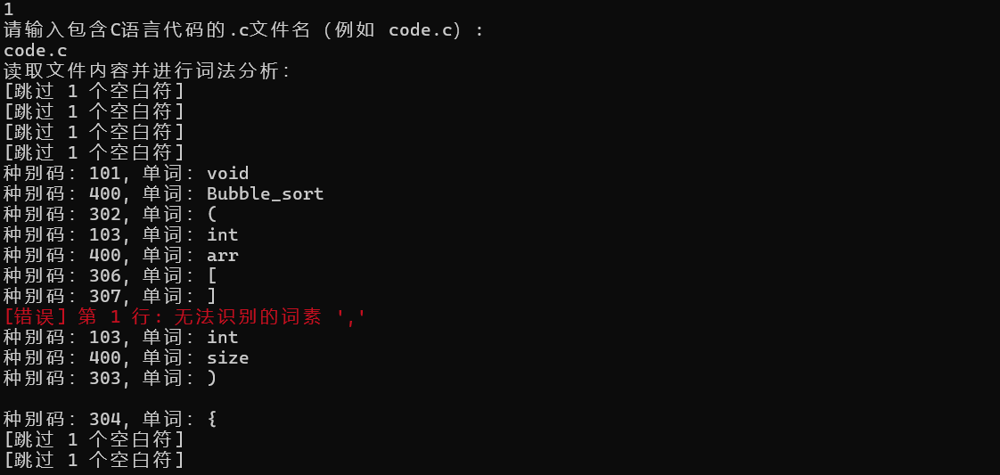 1
请输入包含C语言代码的.c文件名（例如 code.c）：
code.c
读取文件内容并进行词法分析：
[跳过 1 个空白符]
[跳过 1 个空白符]
[跳过 1 个空白符]
[跳过 1 个空白符]
种别码：101, 单词：void
种别码：400, 单词：Bubble_sort
种别码：302, 单词：(
种别码：103, 单词：int
种别码：400, 单词：arr
种别码：306, 单词：[
种别码：307, 单词：]
[错误] 第 1 行：无法识别的词素 ','
种别码：103, 单词：int
种别码：400, 单词：size
种别码：303, 单词：)
种别码：304, 单词：{
[跳过 1 个空白符]
[跳过 1 个空白符]